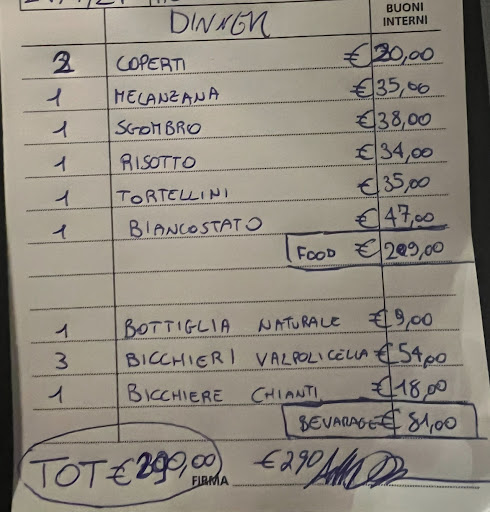 DINNER
BUONI
INTERNI
2 COPERTI €20,00
1 MELANZANA €35,00
1 SGOMBRO €38,00
1 RISOTTO €34,00
1 TORTELLINI €35,00
1 BIANCOSTATO €47,00
FOOD €209,00
1 BOTTIGLIA NATURALE €9,00
3 BICCHIERI VALPOLICELLA €54,00
1 BICCHIERE CHIANTI €18,00
BEVARAGE €81,00
TOT €290,00 FIRMA €290